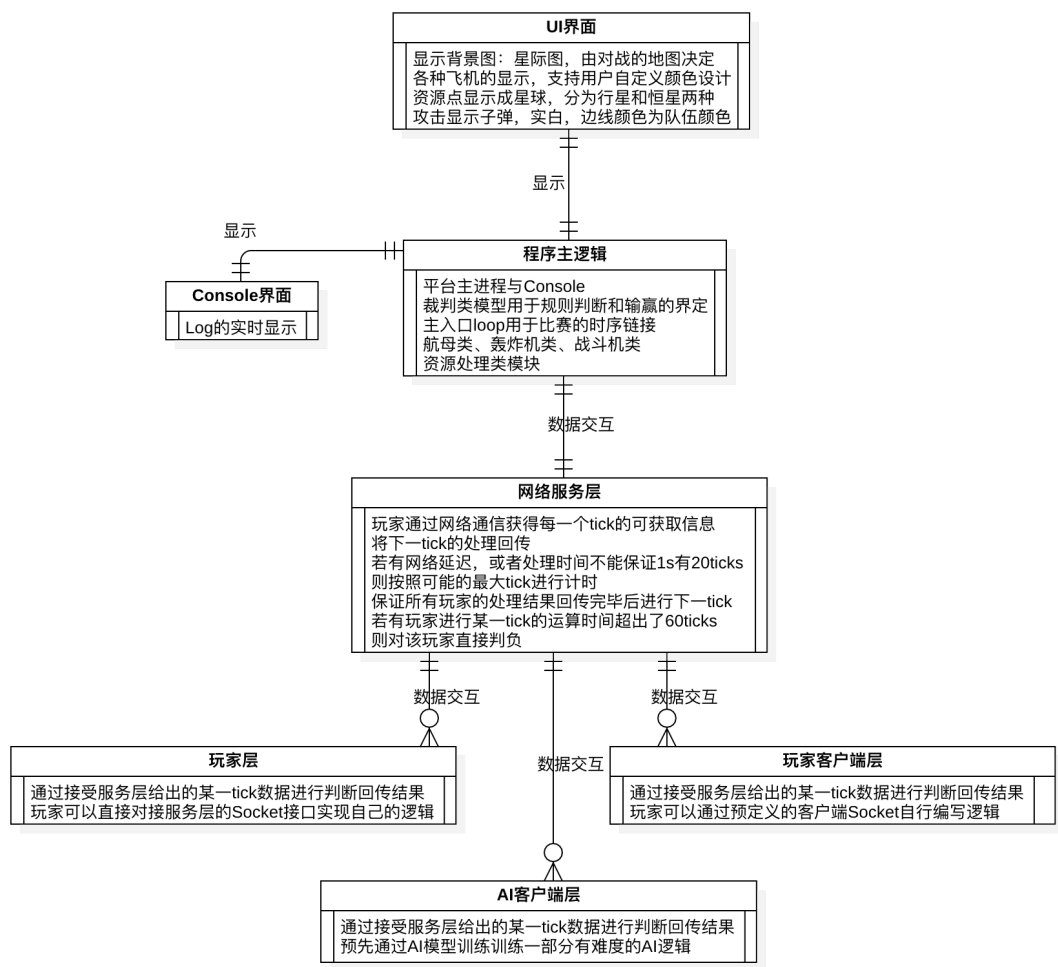 UI界面
显示背景图：星际图，由对战的地图决定
各种飞机的显示，支持用户自定义颜色设计
资源点显示成星球，分为行星和恒星两种
攻击显示子弹，实白，边线颜色为队伍颜色
显示
显示
程序主逻辑
平台主进程与Console
裁判类模型用于规则判断和输赢的界定
主入口loop用于比赛的时序链接
航母类、轰炸机类、战斗机类
资源处理类模块
Console界面
Log的实时显示
数据交互
网络服务层
玩家通过网络通信获得每一个tick的可获取信息
将下一tick的处理回传
若有网络延迟，或者处理时间不能保证1s有20ticks
则按照可能的最大tick进行计时
保证所有玩家的处理结果回传完毕后进行下一tick
若有玩家进行某一tick的运算时间超出了60ticks
则对该玩家直接判负
数据交互
数据交互
数据交互
玩家层
通过接受服务层给出的某一tick数据进行判断回传结果
玩家可以直接对接服务层的Socket接口实现自己的逻辑
玩家客户端层
通过接受服务层给出的某一tick数据进行判断回传结果
玩家可以通过预定义的客户端Socket自行编写逻辑
AI客户端层
通过接受服务层给出的某一tick数据进行判断回传结果
预先通过AI模型训练训练一部分有难度的AI逻辑